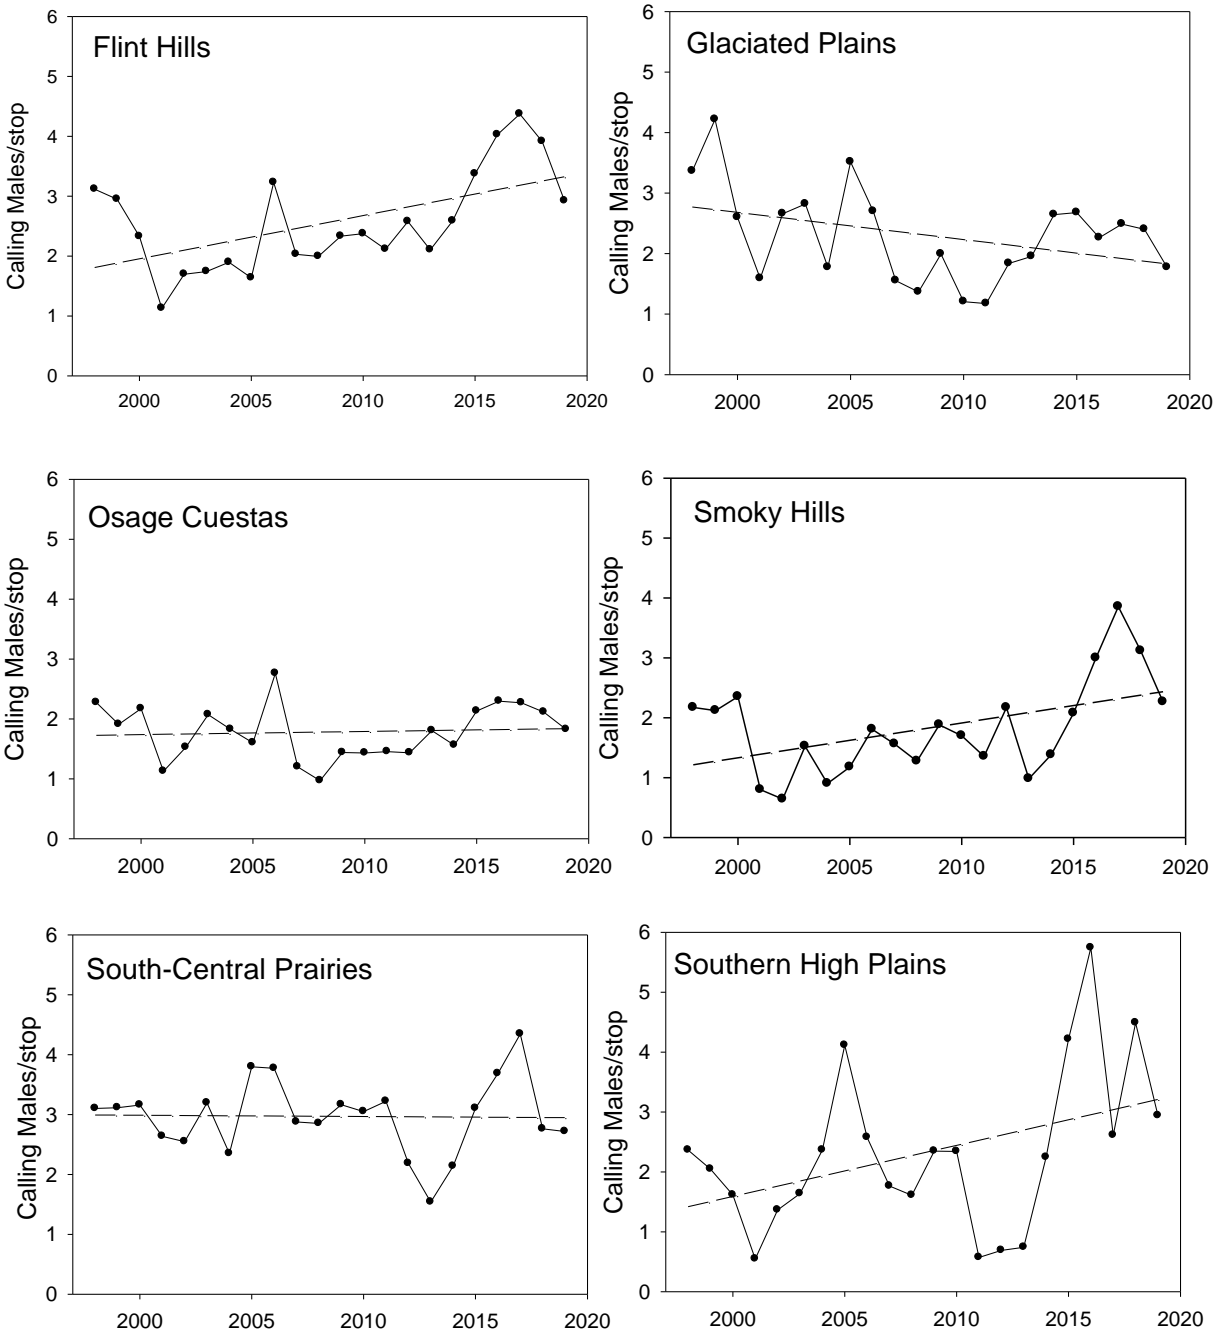 Flint Hills
Calling Males/stop
6
5
4
3
2
1
0
2000 2005 2010 2015 2020
Glaciated Plains
Calling Males/stop
6
5
4
3
2
1
0
2000 2005 2010 2015 2020
Osage Cuestas
Calling Males/stop
6
5
4
3
2
1
0
2000 2006 2010 2015 2020
Smoky Hills
Calling Males/stop
6
5
4
3
2
1
0
2000 2005 2010 2015 2020
South-Central Prairies
Calling Males/stop
6
5
4
3
2
1
0
2000 2005 2010 2015 2020
Southern High Plains
Calling Males/stop
6
5
4
3
2
1
0
2000 2005 2010 2015 2020